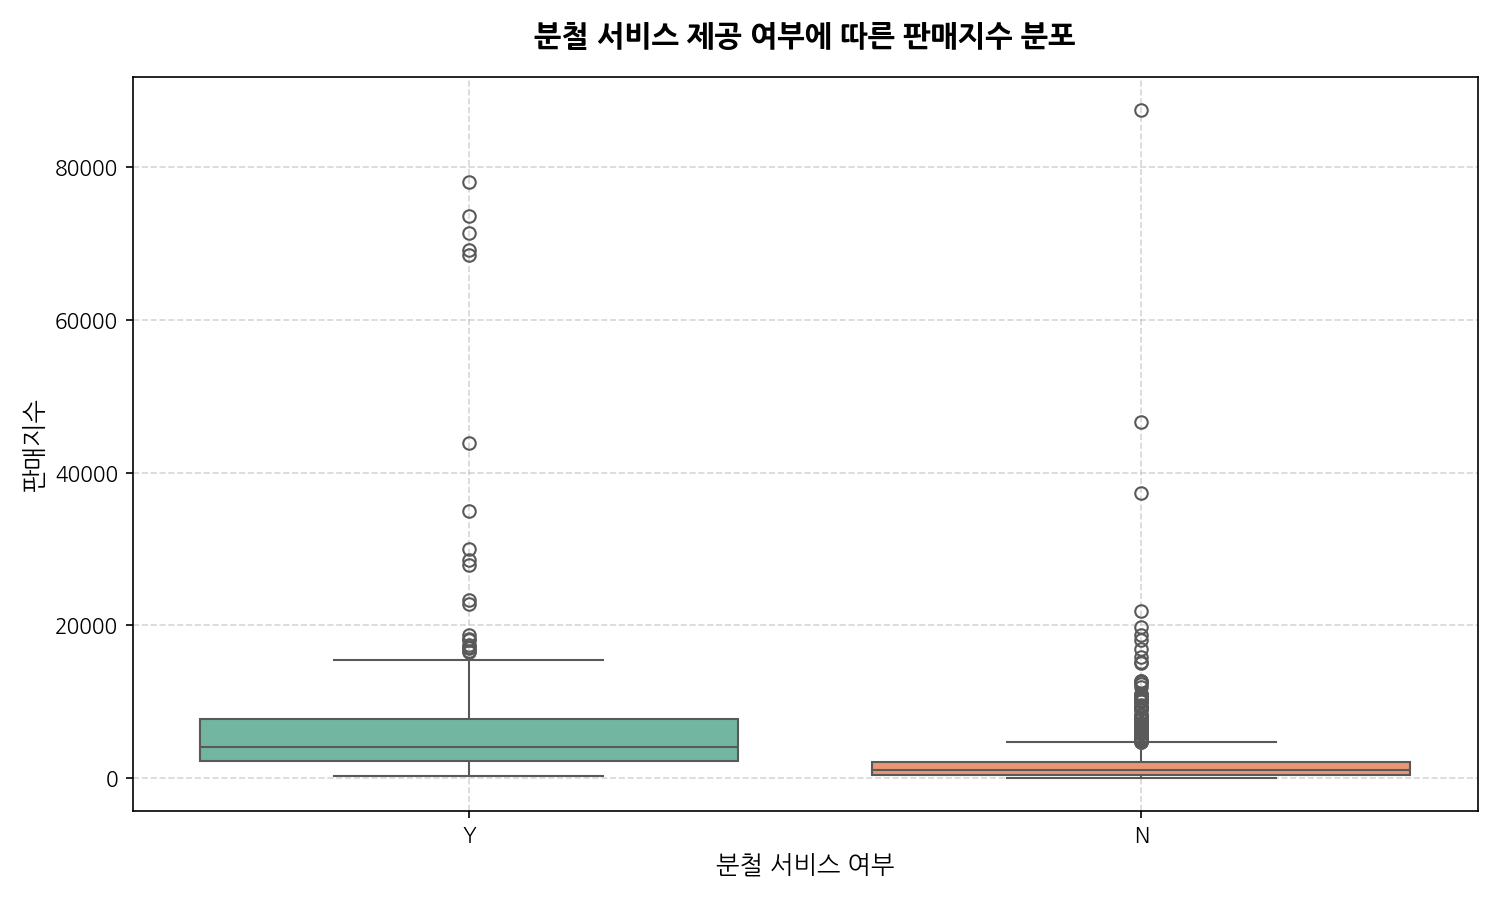 분철 서비스 제공 여부에 따른 판매지수 분포
판매지수
80000
60000
40000
20000
0
Y
N
분철 서비스 여부